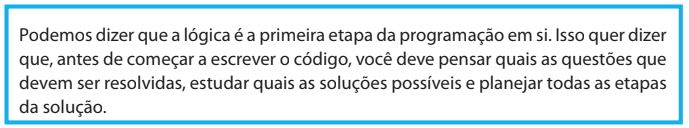 Podemos dizer que a lógica é a primeira etapa da programação em si. Isso quer dizer
que, antes de começar a escrever o código, você deve pensar quais as questões que
devem ser resolvidas, estudar quais as soluções possíveis e planejar todas as etapas
da solução.